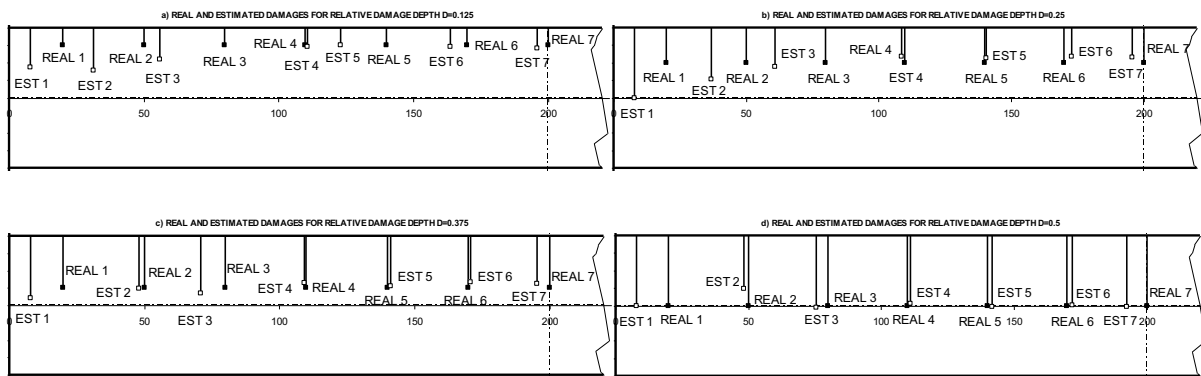 a) REAL AND ESTIMATED DAMAGES FOR RELATIVE DAMAGE DEPTH D=0.125
REAL 1 REAL 2 REAL 3 REAL 4 REAL 5 REAL 6 REAL 7
EST 1 EST 2 EST 3 EST 4 EST 5 EST 6 EST 7
0 50 100 150 200
b) REAL AND ESTIMATED DAMAGES FOR RELATIVE DAMAGE DEPTH D=0.25
REAL 1 REAL 2 EST 3 REAL 3 REAL 4 EST 5 EST 6 REAL 7
EST 2 EST 4 REAL 5 REAL 6 EST 7
EST 1
0 50 100 150 200
c) REAL AND ESTIMATED DAMAGES FOR RELATIVE DAMAGE DEPTH D=0.375
REAL 1 REAL 2 REAL 3 EST 5 EST 6 REAL 7
EST 2 EST 4 REAL 4 EST 7
EST 1 EST 3 REAL 5 REAL 6
0 50 100 150 200
d) REAL AND ESTIMATED DAMAGES FOR RELATIVE DAMAGE DEPTH D=0.5
EST 2 REAL 2 REAL 3 EST 4 EST 5 EST 6 REAL 7
EST 1 REAL 1 EST 3 REAL 4 REAL 5 REAL 6 EST 7
0 50 100 150 200